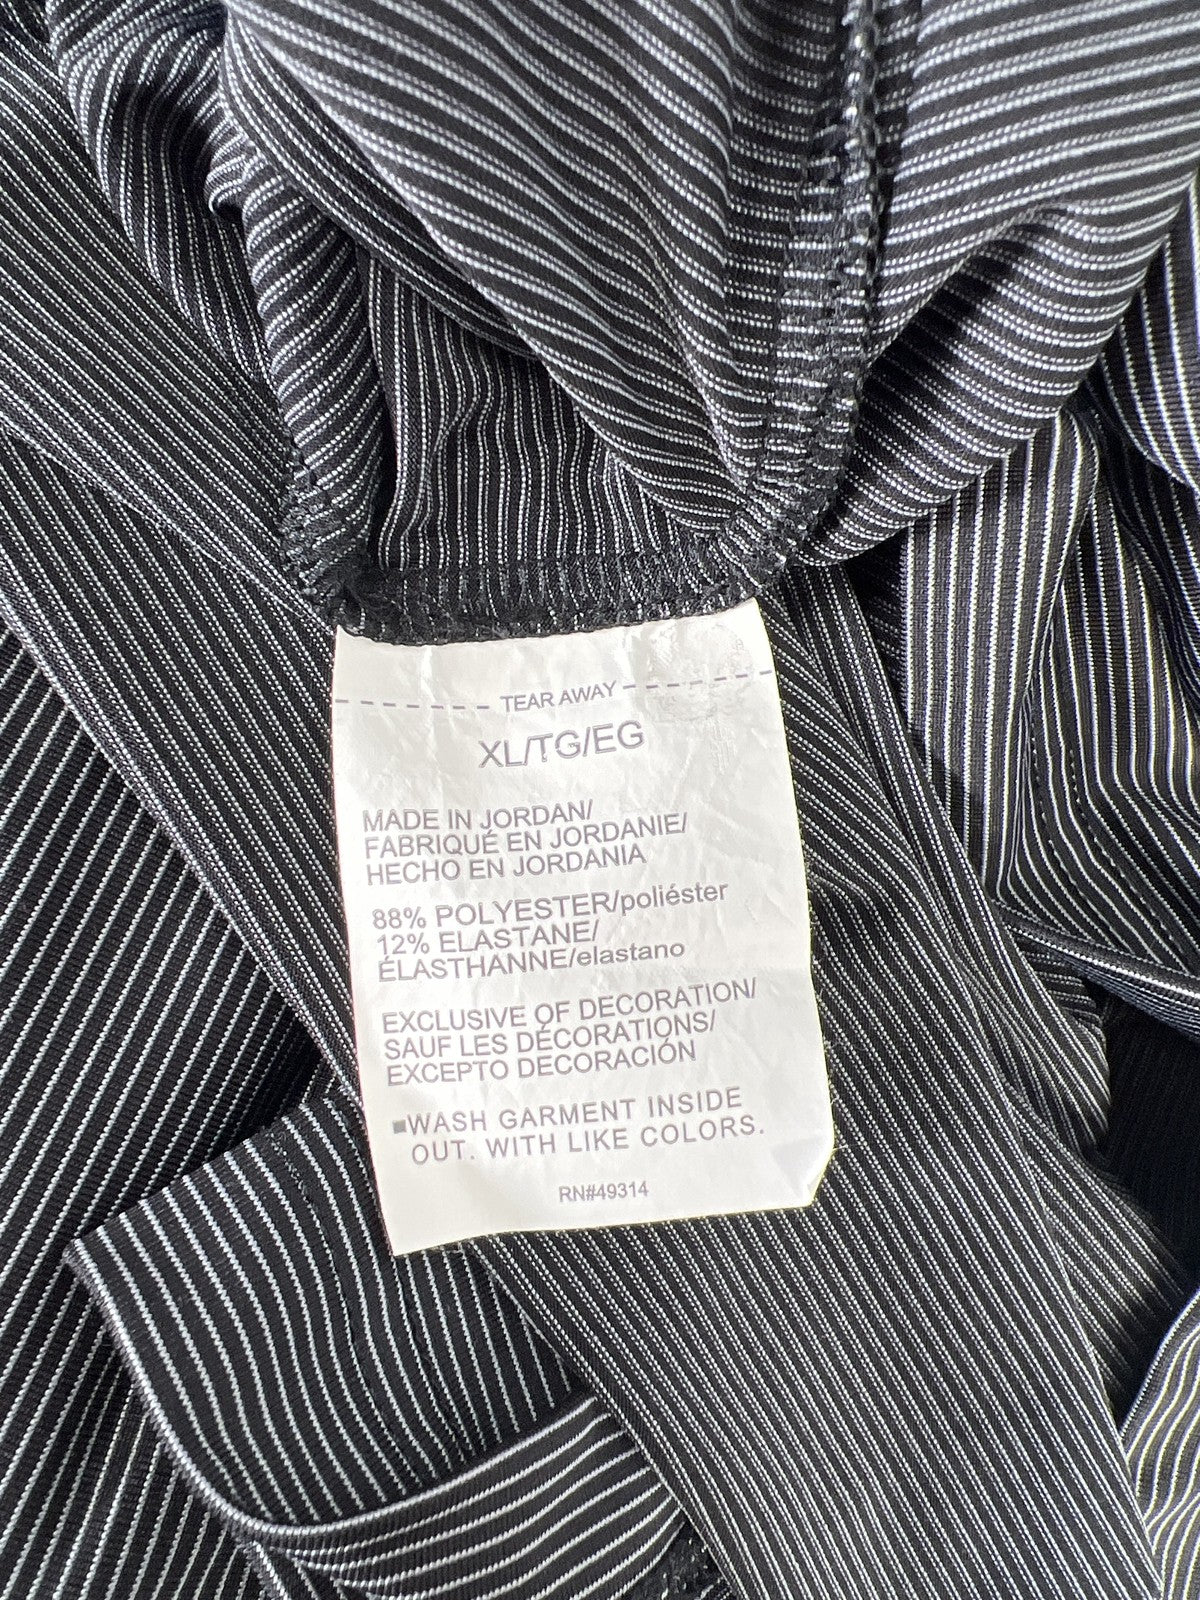 TEAR AWAY
XL/TG/EG
MADE IN JORDAN/
FABRIQUÉ EN JORDANIE/
HECHO EN JORDANIA
88% POLYESTER/poliéster
12% ELASTANE/
ÉLASTHANNE/elastano
EXCLUSIVE OF DECORATION/
SAUF LES DÉCORATIONS/
EXCEPTO DECORACIÓN
▪WASH GARMENT INSIDE
OUT. WITH LIKE COLORS.
RN#49314